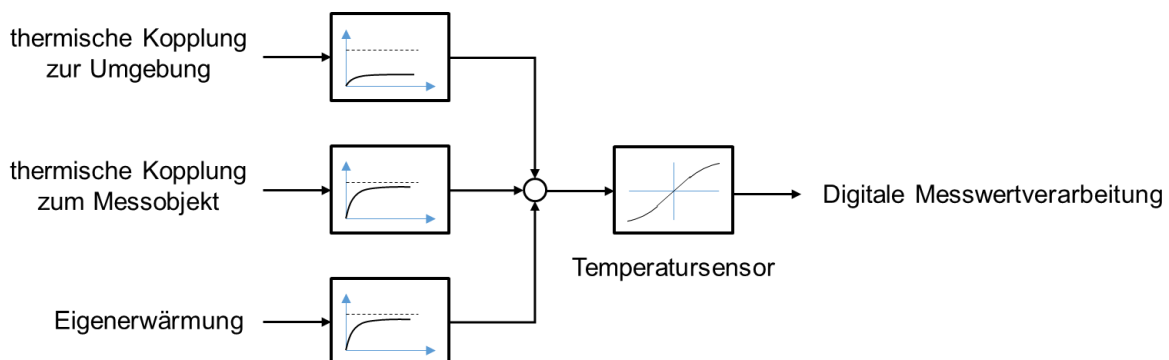 thermische Kopplung
zur Umgebung
thermische Kopplung
zum Messobjekt
Digitale Messwertverarbeitung
Temperatursensor
Eigenerwärmung